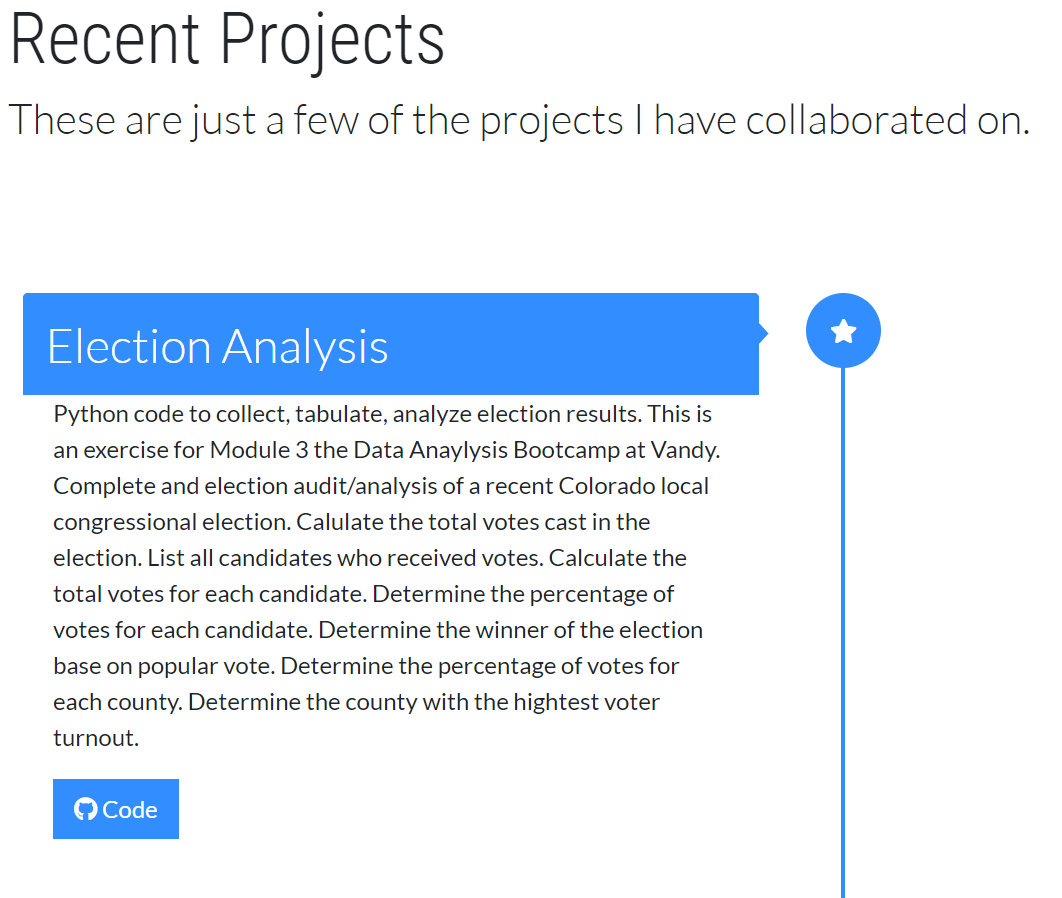 Recent Projects
These are just a few of the projects I have collaborated on.
Election Analysis
Python code to collect, tabulate, analyze election results. This is
an exercise for Module 3 the Data Anaylysis Bootcamp at Vandy.
Complete and election audit/analysis of a recent Colorado local
congressional election. Calulate the total votes cast in the
election. List all candidates who received votes. Calculate the
total votes for each candidate. Determine the percentage of
votes for each candidate. Determine the winner of the election
base on popular vote. Determine the percentage of votes for
each county. Determine the county with the hightest voter
turnout.
Code